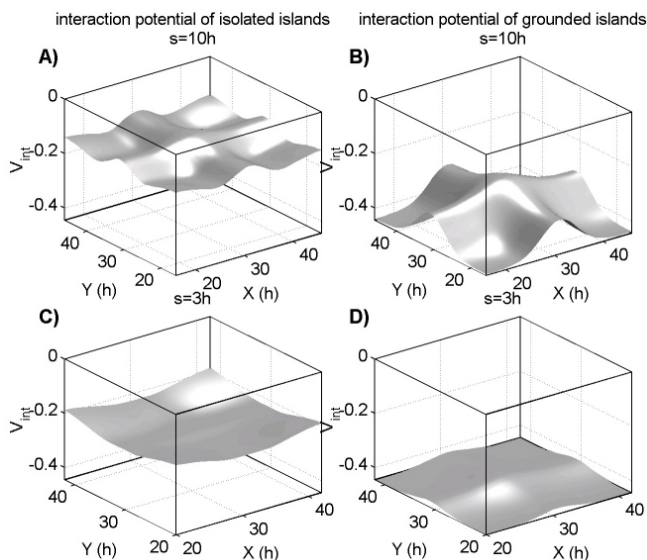 interaction potential of isolated islands
s=10h
interaction potential of grounded islands
s=10h
A)
0
-0.2
-0.4
V_int
40
30
20
Y (h)
20
30
40
X (h)
B)
0
-0.2
-0.4
V_int
40
30
20
Y (h)
20
30
40
X (h)
s=3h
s=3h
C)
0
-0.2
-0.4
V_int
40
30
20
Y (h)
20
30
40
X (h)
D)
0
-0.2
-0.4
V_int
40
30
20
Y (h)
20
30
40
X (h)